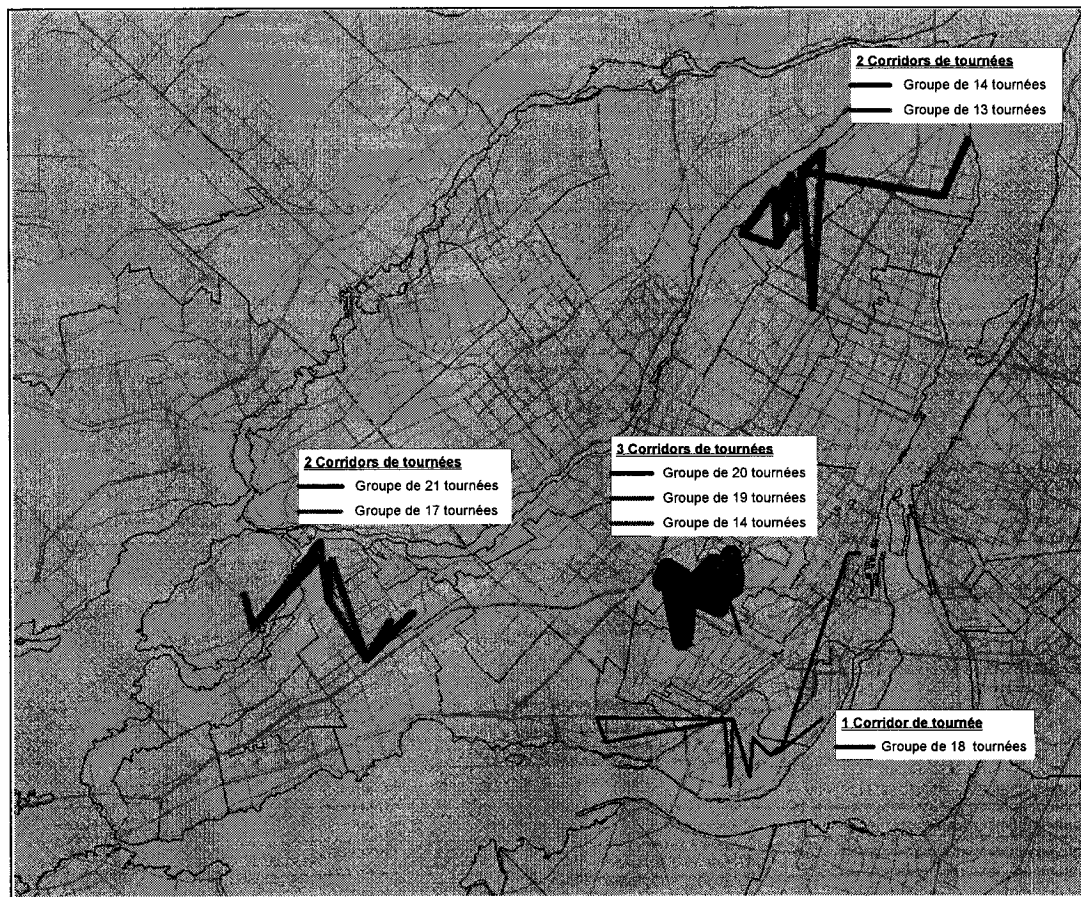 2 Corridors de tournées
Groupe de 14 tournées
Groupe de 13 tournées
2 Corridors de tournées
Groupe de 21 tournées
Groupe de 17 tournées
3 Corridors de tournées
Groupe de 20 tournées
Groupe de 19 tournées
Groupe de 14 tournées
1 Corridor de tournée
Groupe de 18 tournées